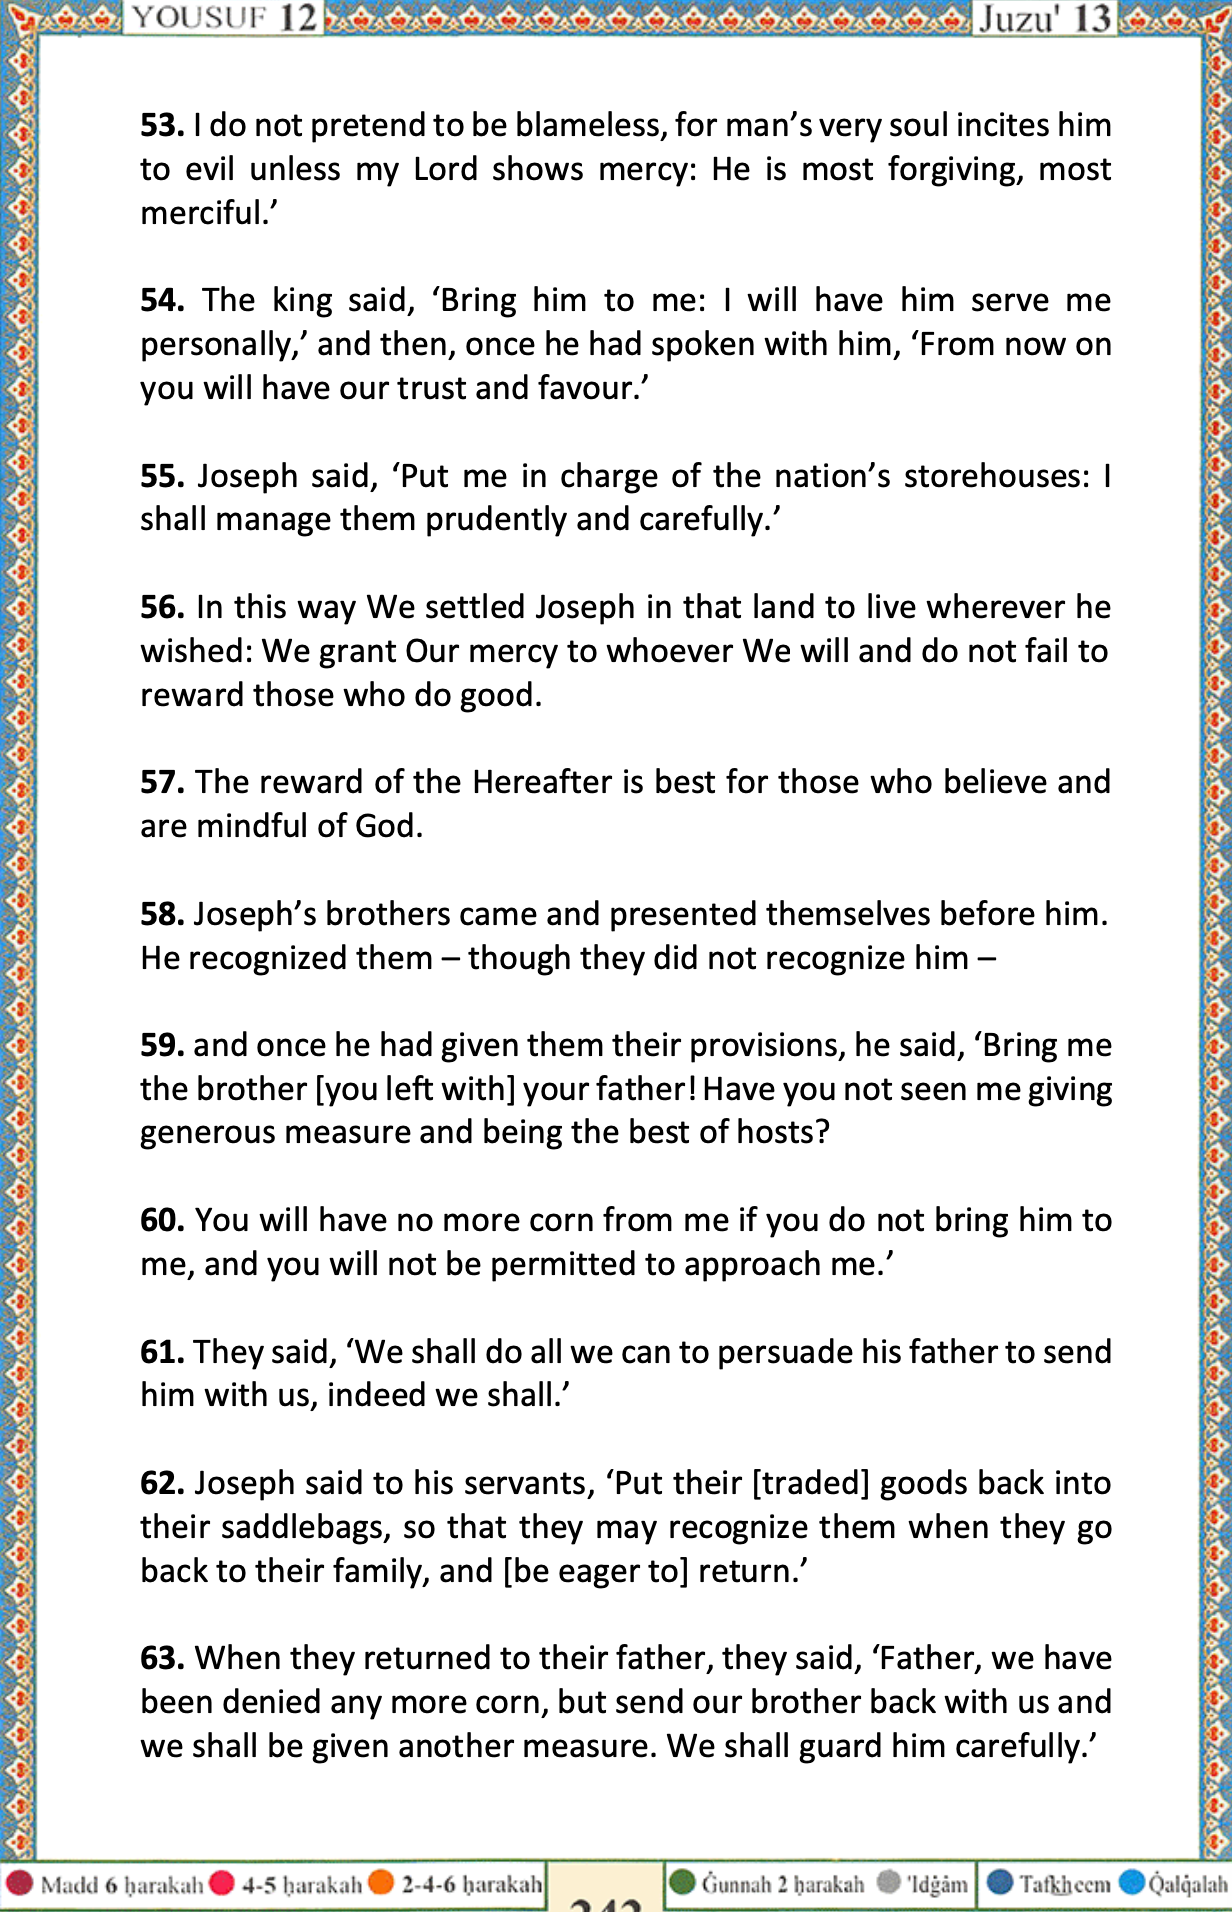 YOUSUF 12 Juzu' 13
53. I do not pretend to be blameless, for man’s very soul incites him
to evil unless my Lord shows mercy: He is most forgiving, most
merciful.’
54. The king said, ‘Bring him to me: I will have him serve me
personally,’ and then, once he had spoken with him, ‘From now on
you will have our trust and favour.’
55. Joseph said, ‘Put me in charge of the nation’s storehouses: I
shall manage them prudently and carefully.’
56. In this way We settled Joseph in that land to live wherever he
wished: We grant Our mercy to whoever We will and do not fail to
reward those who do good.
57. The reward of the Hereafter is best for those who believe and
are mindful of God.
58. Joseph’s brothers came and presented themselves before him.
He recognized them – though they did not recognize him –
59. and once he had given them their provisions, he said, ‘Bring me
the brother [you left with] your father! Have you not seen me giving
generous measure and being the best of hosts?
60. You will have no more corn from me if you do not bring him to
me, and you will not be permitted to approach me.’
61. They said, ‘We shall do all we can to persuade his father to send
him with us, indeed we shall.’
62. Joseph said to his servants, ‘Put their [traded] goods back into
their saddlebags, so that they may recognize them when they go
back to their family, and [be eager to] return.’
63. When they returned to their father, they said, ‘Father, we have
been denied any more corn, but send our brother back with us and
we shall be given another measure. We shall guard him carefully.’
Madd 6 ḥarakah 4-5 ḥarakah 2-4-6 ḥarakah Ġunnah 2 ḥarakah 'Idġâm Tafkheem Q̇alq̇alah